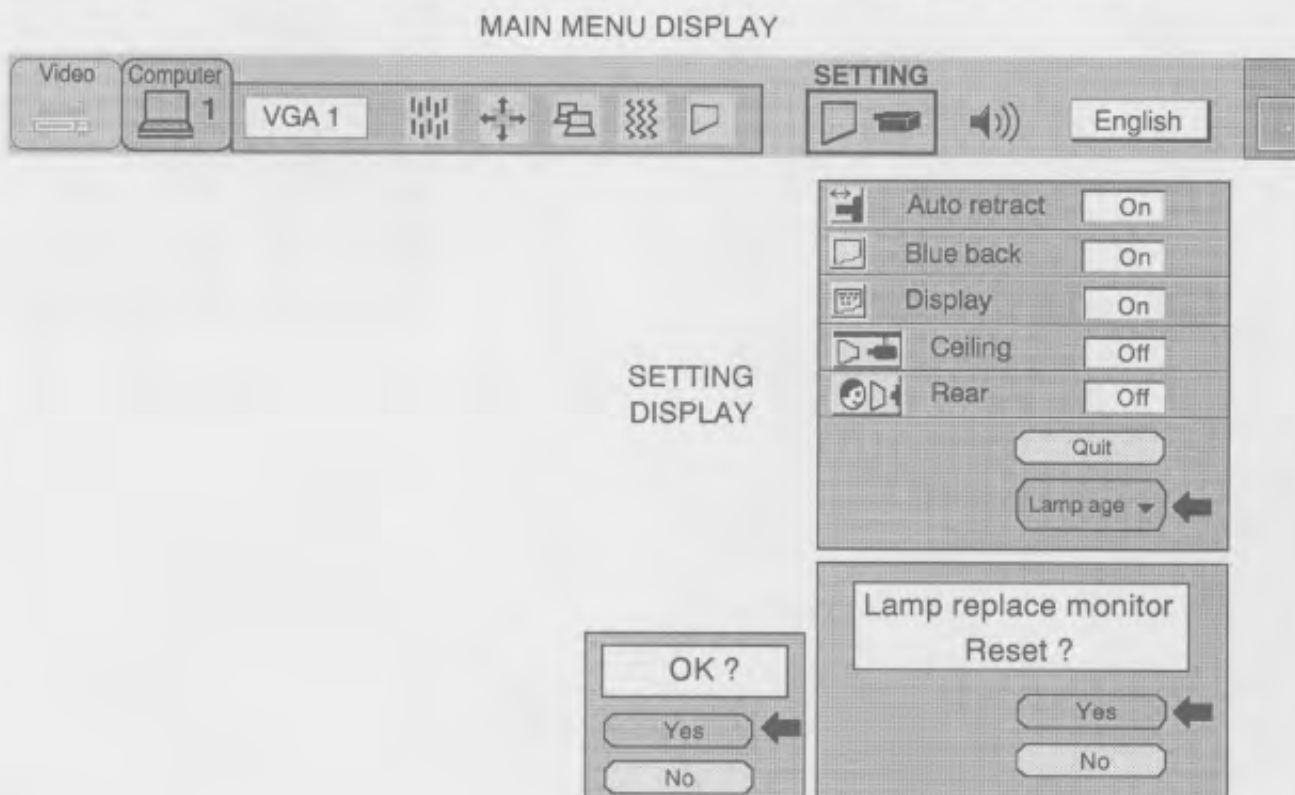 MAIN MENU DISPLAY
Video
Computer
1
VGA 1
SETTING
English
Auto retract On
Blue back On
Display On
Ceiling Off
Rear Off
SETTING
DISPLAY
Quit
Lamp age
Lamp replace monitor
Reset ?
Yes
No
OK ?
Yes
No